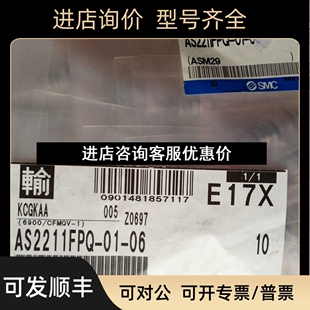 进店询价 型号齐全
AS2211FPQ-01-0
(ASM29
SMC
进店咨询客服优惠价
輸
1/1
0901481857117
E17X
KCGKAA
005
Z0697
(6900/CFMQV-1)
AS2211FPQ-01-06
10
可发顺丰
可对公 可开专票/普票